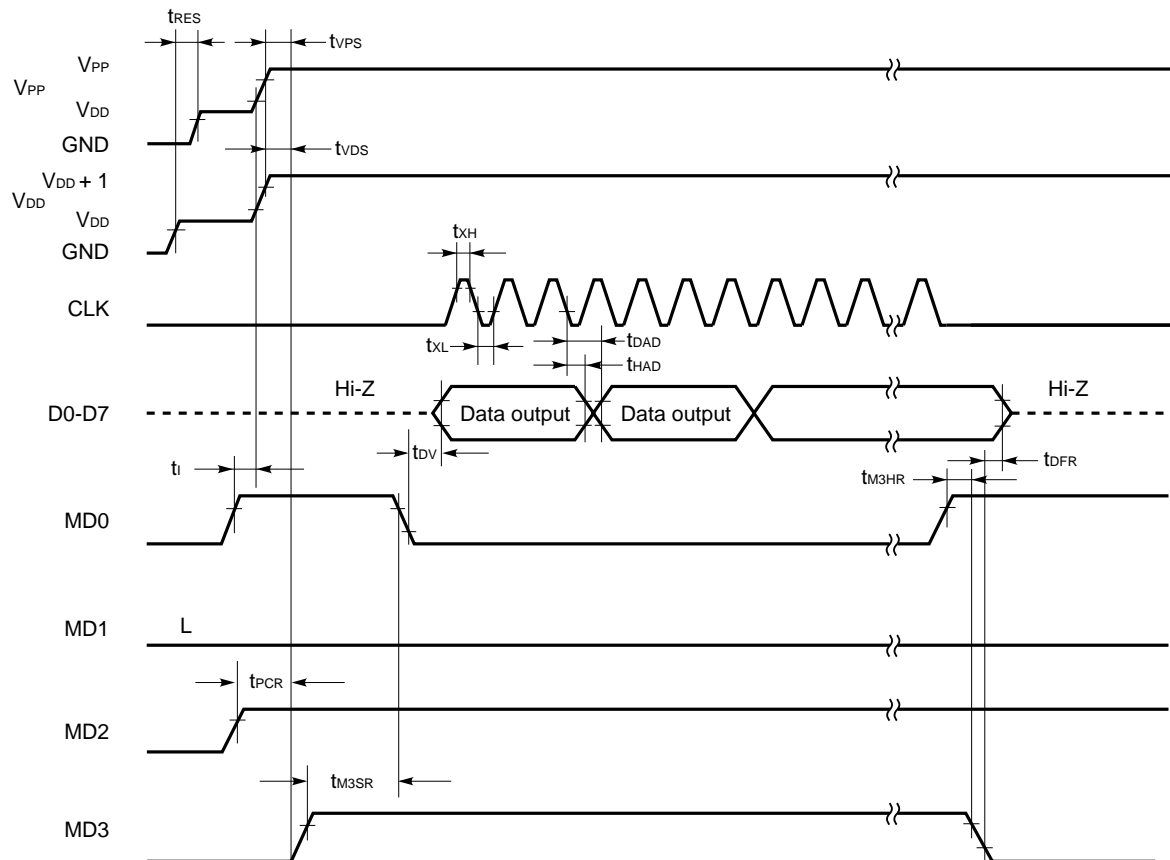 tRES
tVPS
VPP
VPP
VDD
GND
tVDS
VDD + 1
VDD
VDD
GND
tXH
CLK
tXL
tDAD
tHAD
Hi-Z
Hi-Z
D0-D7
Data output
Data output
tDV
tI
tDFR
tM3HR
MD0
MD1
L
tPCR
MD2
tM3SR
MD3